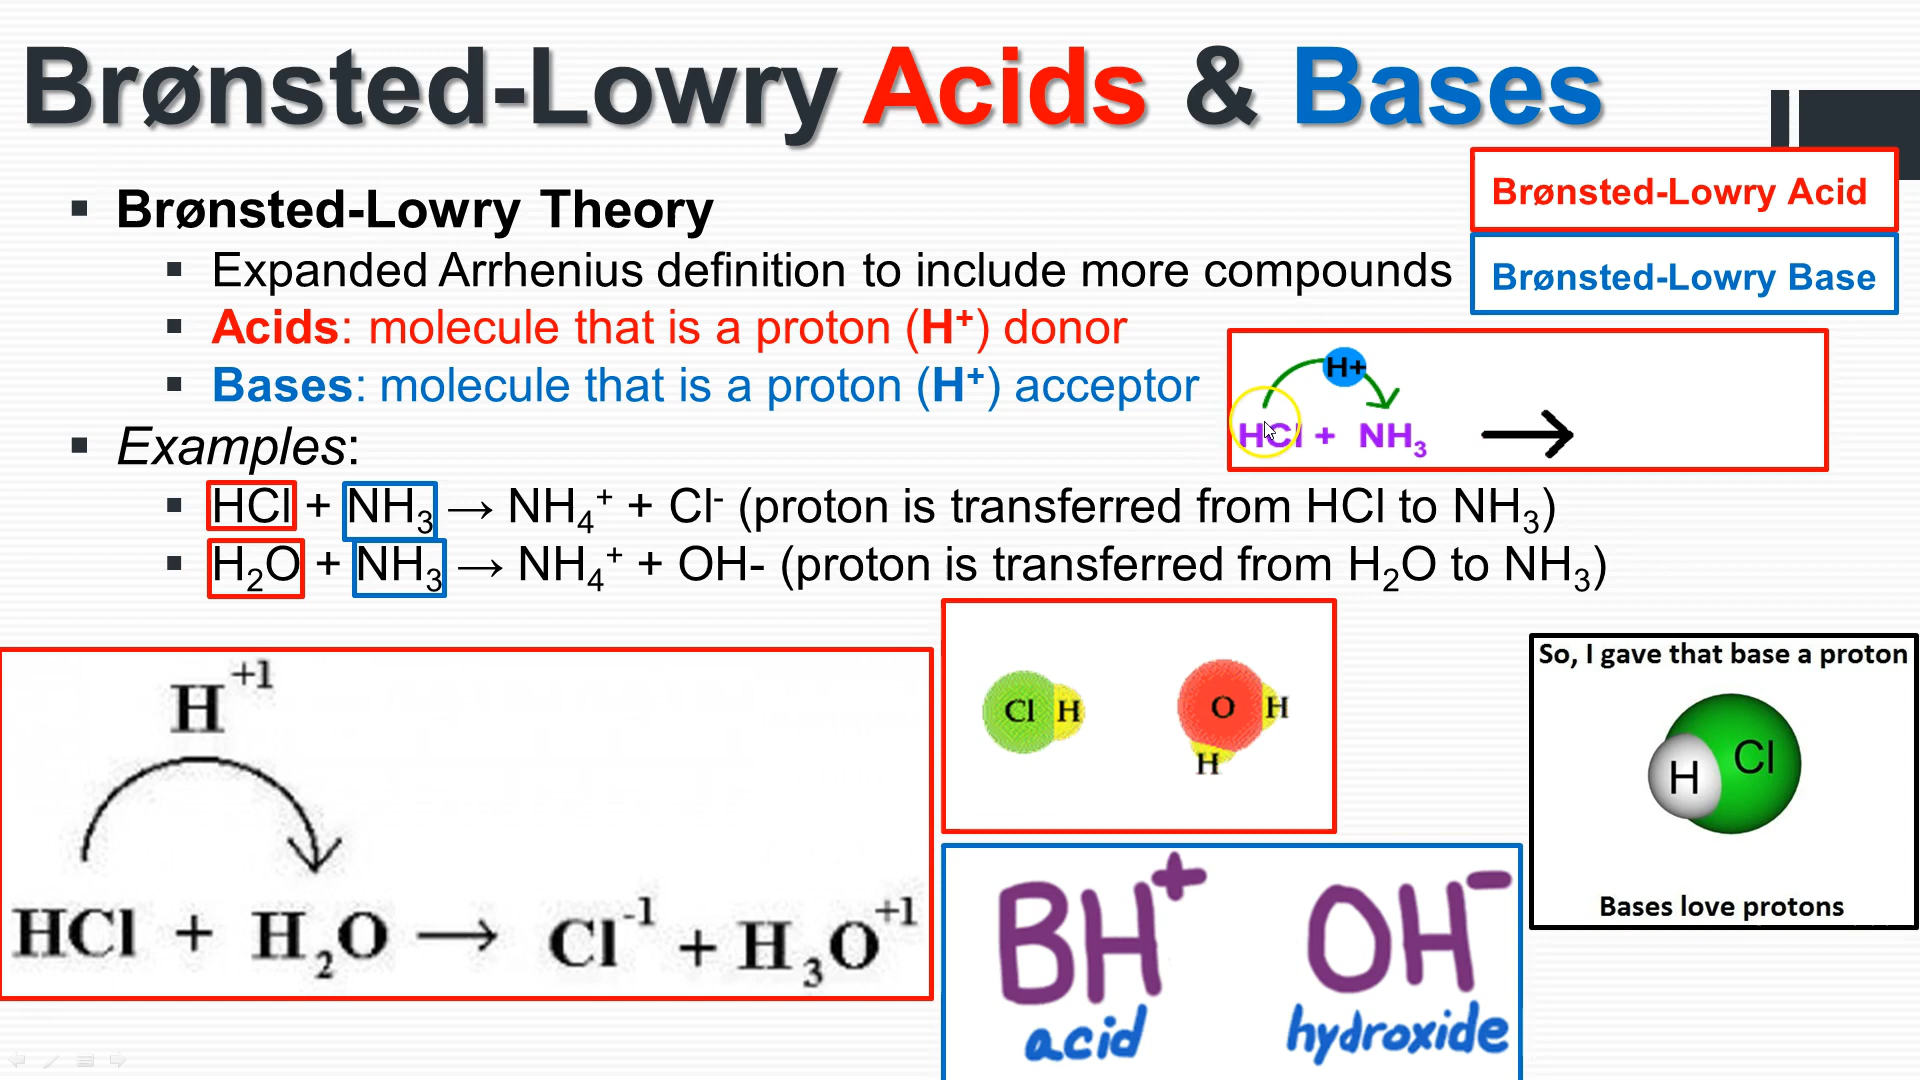 Brønsted-Lowry Acids & Bases
Brønsted-Lowry Acid
Brønsted-Lowry Base
▪ Brønsted-Lowry Theory
▪ Expanded Arrhenius definition to include more compounds
▪ Acids: molecule that is a proton (H⁺) donor
▪ Bases: molecule that is a proton (H⁺) acceptor
H+
HCl + NH₃ →
▪ Examples:
▪ HCl + NH₃ → NH₄⁺ + Cl⁻ (proton is transferred from HCl to NH₃)
▪ H₂O + NH₃ → NH₄⁺ + OH- (proton is transferred from H₂O to NH₃)
H⁺¹
HCl + H₂O → Cl⁻¹ + H₃O⁺¹
Cl H
O H
H
BH⁺ OH⁻
acid hydroxide
So, I gave that base a proton
H Cl
Bases love protons